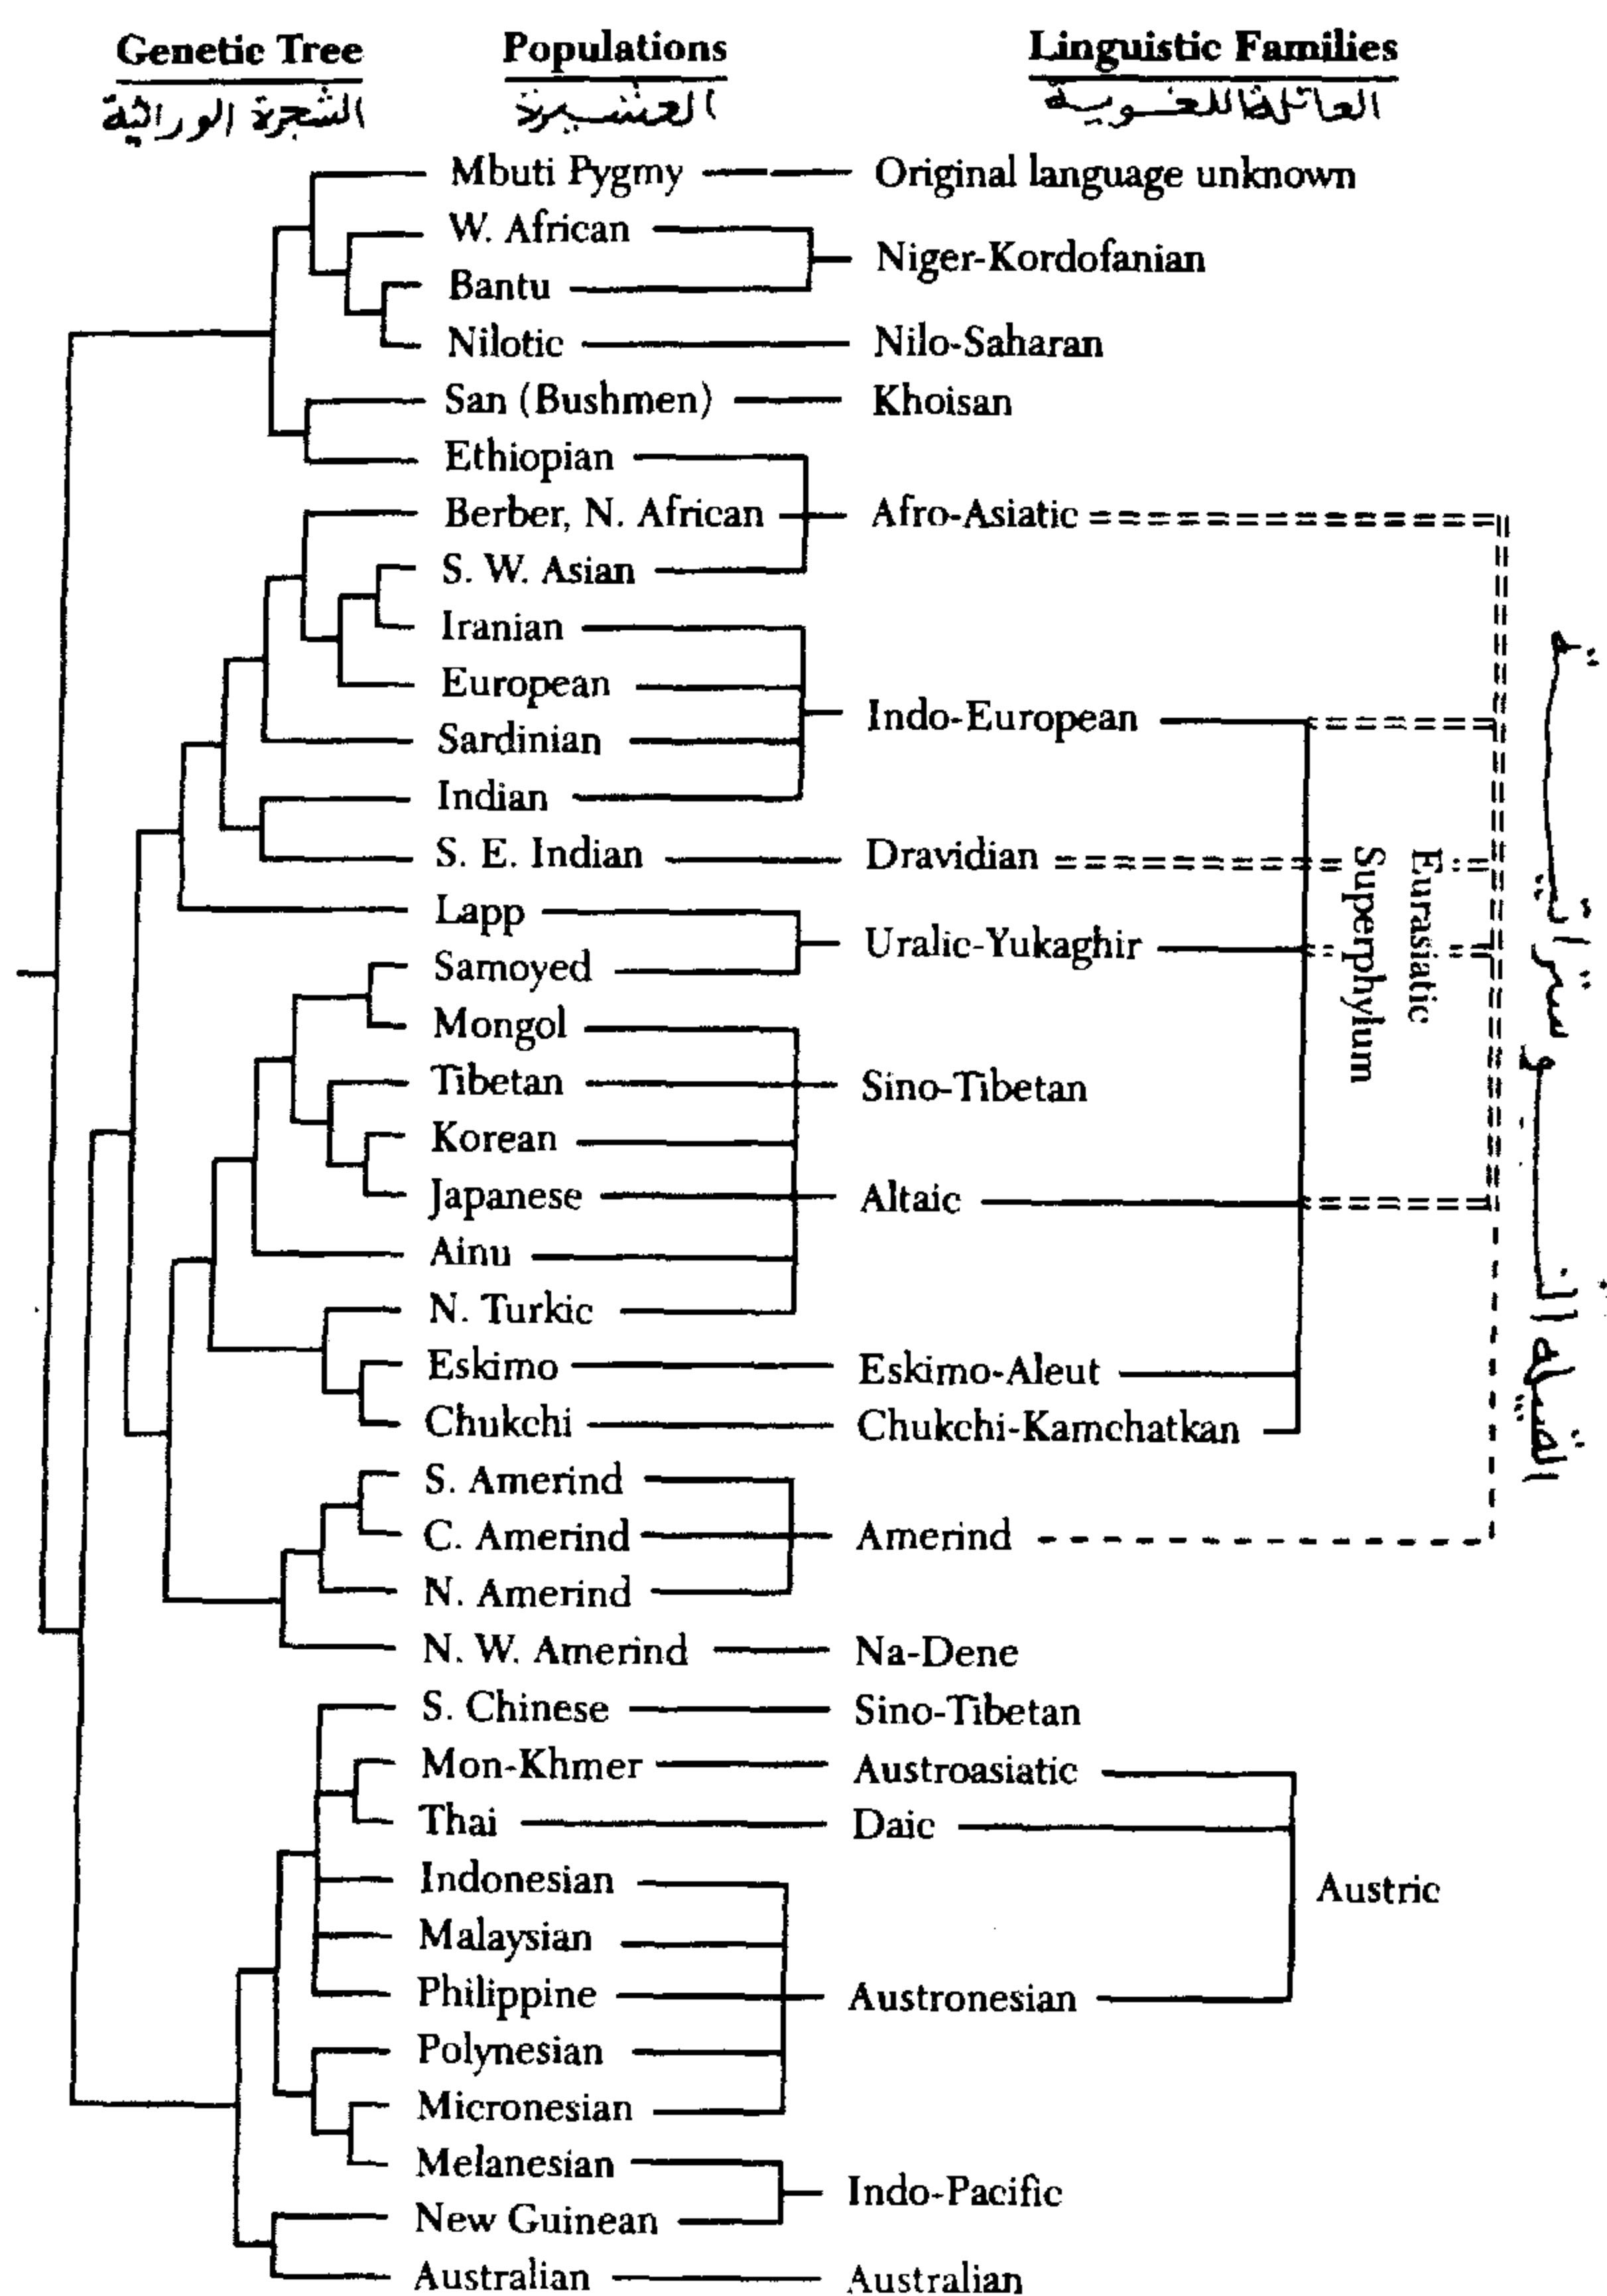 Genetic Tree Populations Linguistic Families
الشجرة الوراثية العشيرة العائلة اللغوية
Mbuti Pygmy Original language unknown
W. African
Niger-Kordofanian
Bantu
Nilotic Nilo-Saharan
San (Bushmen) Khoisan
Ethiopian
Berber, N. African Afro-Asiatic
S. W. Asian
Iranian
European
Indo-European
Sardinian
Indian
S. E. Indian Dravidian
Lapp
Uralic-Yukaghir
Samoyed
Mongol
Tibetan Sino-Tibetan
Korean
Japanese Altaic
Ainu
N. Turkic
Eskimo Eskimo-Aleut
Chukchi Chukchi-Kamchatkan
S. Amerind
C. Amerind Amerind
N. Amerind
N. W. Amerind Na-Dene
S. Chinese Sino-Tibetan
Mon-Khmer Austroasiatic
Thai Daic
Indonesian
Austric
Malaysian
Philippine Austronesian
Polynesian
Micronesian
Melanesian
Indo-Pacific
New Guinean
Australian Australian
Eurasiatic
Superphylum
الفصيلة النوستراتية